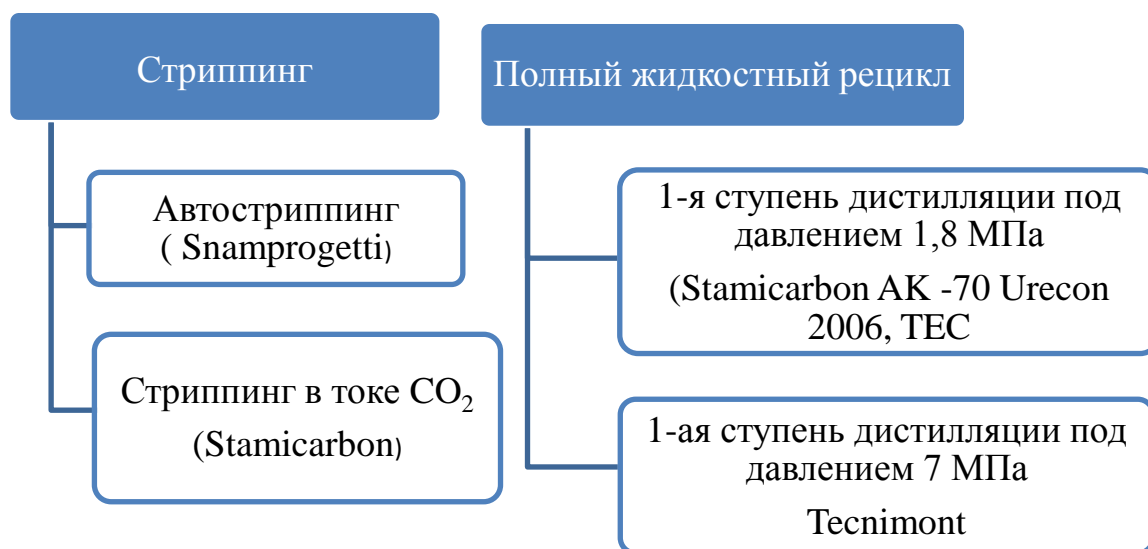 Стриппинг
Автостриппинг
( Snamprogetti)
Стриппинг в токе CO₂
(Stamicarbon)
Полный жидкостный рецикл
1-я ступень дистилляции под
давлением 1,8 МПа
(Stamicarbon AK -70 Urecon
2006, TEC
1-ая ступень дистилляции под
давлением 7 МПа
Tecnimont